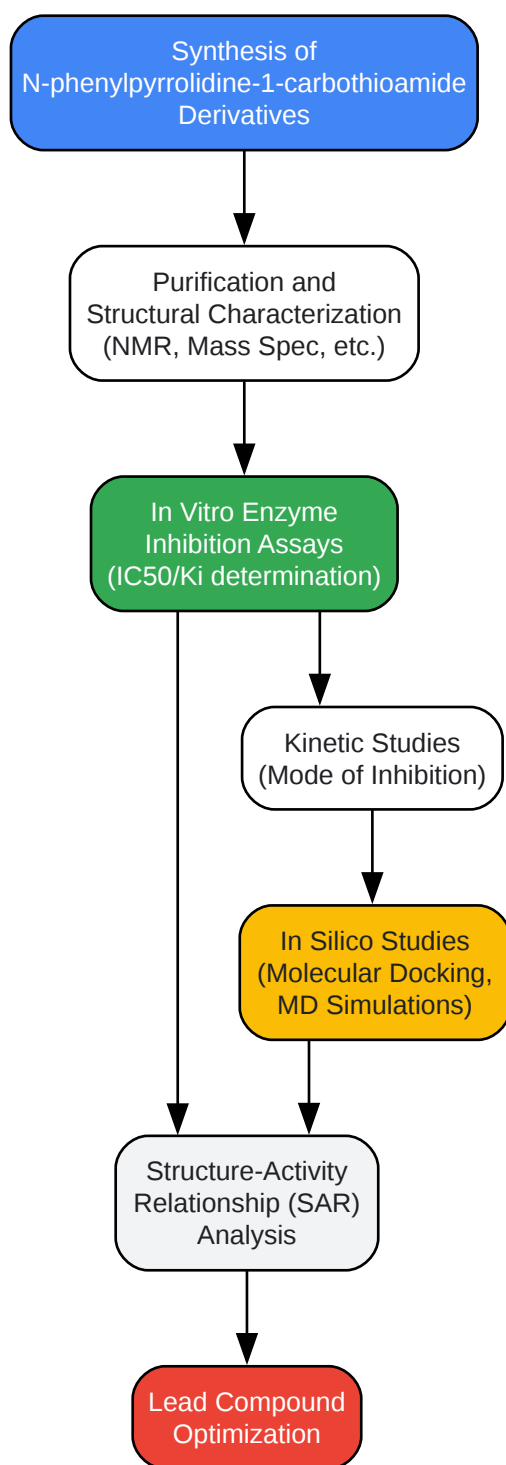 Synthesis of
N-phenylpyrrolidine-1-carbothioamide
Derivatives
Purification and
Structural Characterization
(NMR, Mass Spec, etc.)
In Vitro Enzyme
Inhibition Assays
(IC50/Ki determination)
Kinetic Studies
(Mode of Inhibition)
In Silico Studies
(Molecular Docking,
MD Simulations)
Structure-Activity
Relationship (SAR)
Analysis
Lead Compound
Optimization